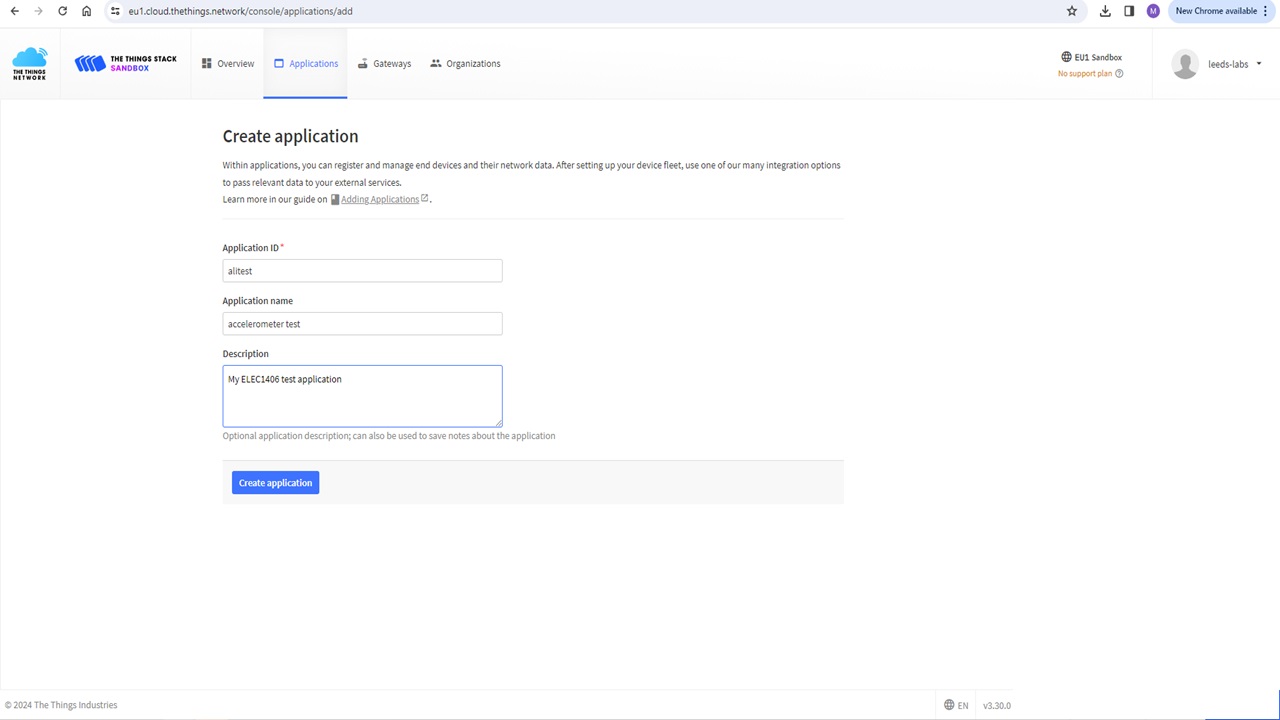 eu1.cloud.thethings.network/console/applications/add
M
New Chrome available
THE THINGS NETWORK
THE THINGS STACK
SANDBOX
Overview
Applications
Gateways
Organizations
EU1 Sandbox
No support plan
leeds-labs
Create application
Within applications, you can register and manage end devices and their network data. After setting up your device fleet, use one of our many integration options
to pass relevant data to your external services.
Learn more in our guide on Adding Applications.
Application ID*
alitest
Application name
accelerometer test
Description
My ELEC1406 test application
Optional application description; can also be used to save notes about the application
Create application
© 2024 The Things Industries
EN
v3.30.0